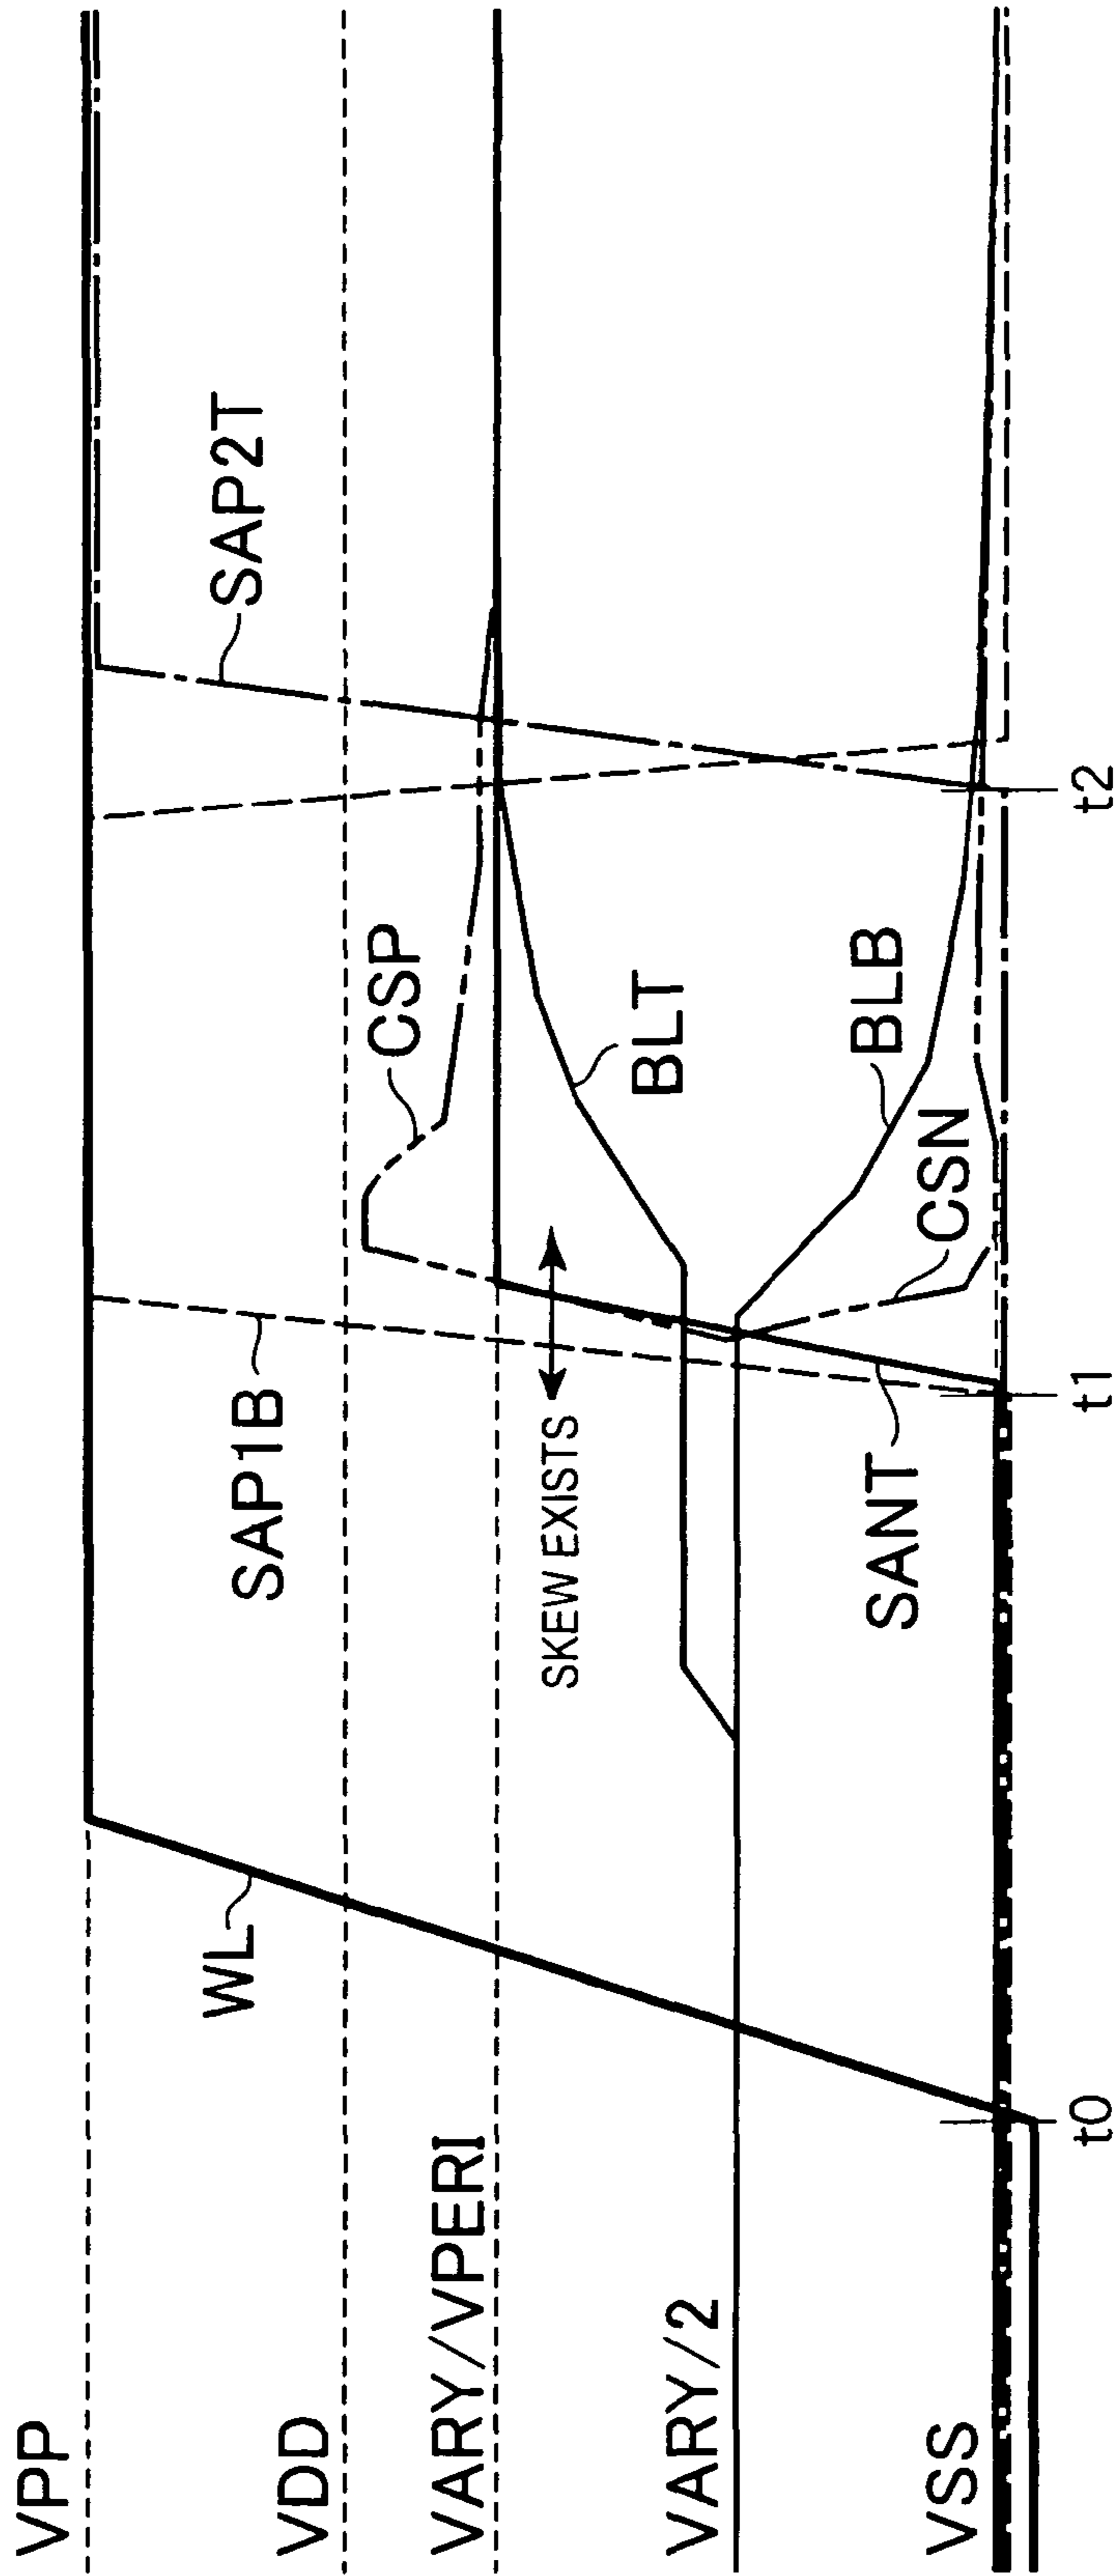 VPP
VDD
VARY/VPERI
VARY/2
VSS
WL
SAP1B
SAP2T
CSP
SKEW EXISTS
BLT
BLB
CSN
SANT
t0
t1
t2